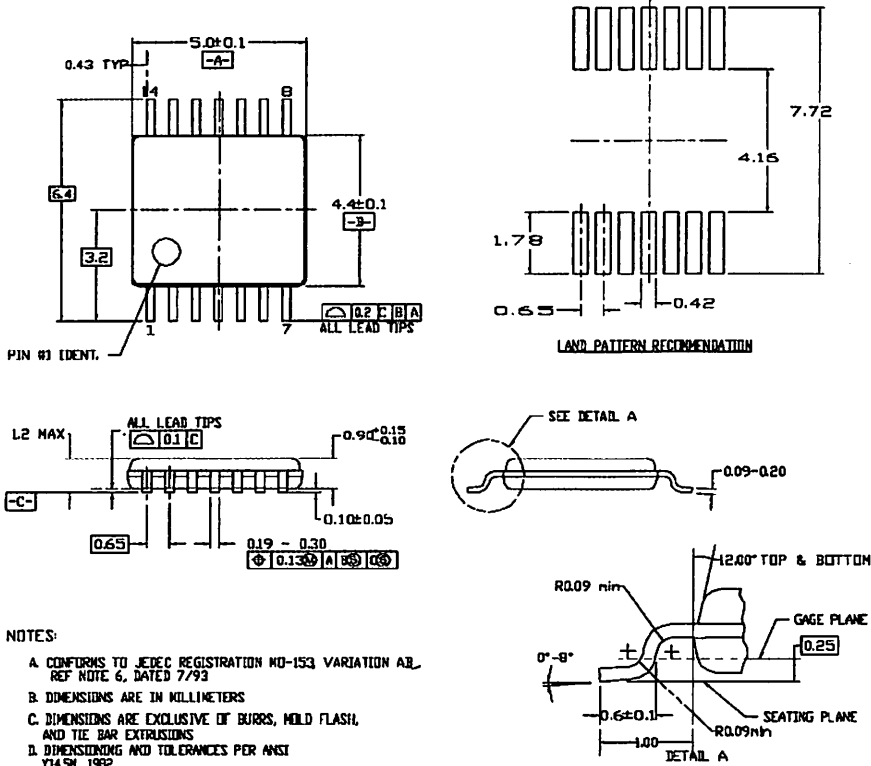 5.0±0.1
-A-
0.43 TYP
14
8
6.4
3.2
4.4±0.1
-B-
0.2 C B A
ALL LEAD TIPS
1
7
PIN #1 IDENT.
7.72
4.16
1.78
0.65
0.42
LAND PATTERN RECOMMENDATION
1.2 MAX
ALL LEAD TIPS
0.1 C
0.90+0.15
-0.10
-C-
0.10±0.05
0.65
0.19 - 0.30
0.13 M A B S C S
SEE DETAIL A
0.09-0.20
12.00° TOP & BOTTOM
R0.09 min
GAGE PLANE
0.25
0°-8°
0.6±0.1
SEATING PLANE
R0.09min
1.00
DETAIL A
NOTES:
A. CONFORMS TO JEDEC REGISTRATION MO-153, VARIATION AB,
REF NOTE 6, DATED 7/93
B. DIMENSIONS ARE IN MILLIMETERS
C. DIMENSIONS ARE EXCLUSIVE OF BURRS, MOLD FLASH,
AND TIE BAR EXTRUSIONS
D. DIMENSIONING AND TOLERANCES PER ANSI
Y14.5M, 1982